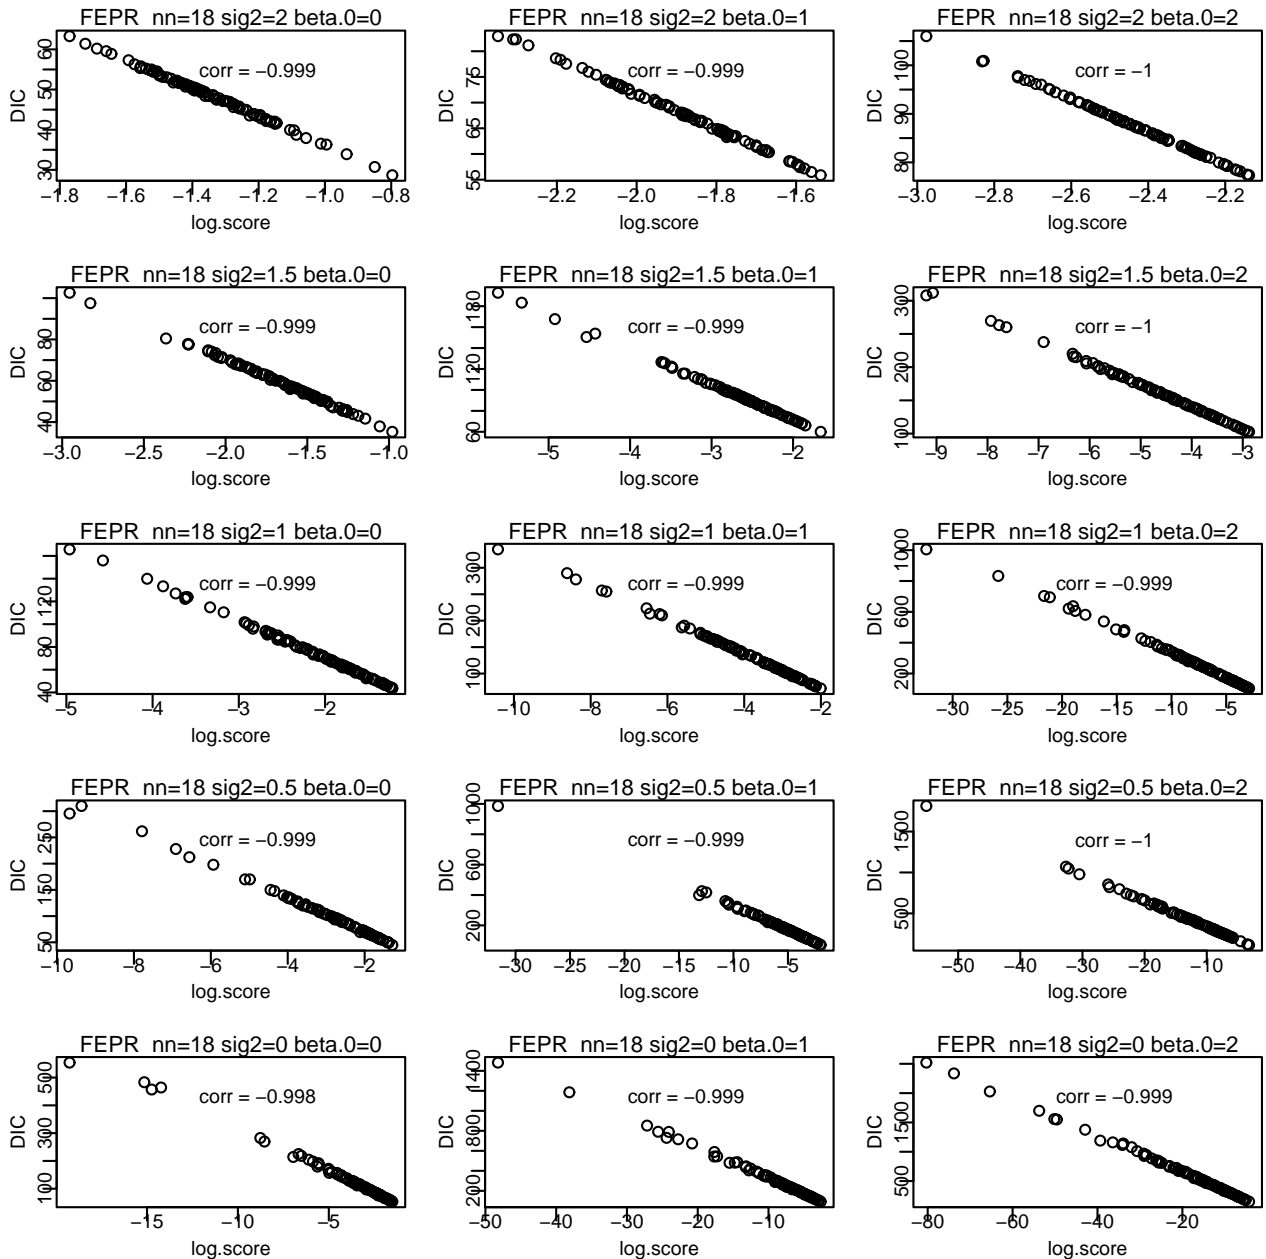 FEPR nn=18 sig2=2 beta.0=0
corr = −0.999
DIC
30 40 50 60
−1.8 −1.6 −1.4 −1.2 −1.0 −0.8
log.score
FEPR nn=18 sig2=2 beta.0=1
corr = −0.999
DIC
55 65 75
−2.2 −2.0 −1.8 −1.6
log.score
FEPR nn=18 sig2=2 beta.0=2
corr = −1
DIC
80 90 100
−3.0 −2.8 −2.6 −2.4 −2.2
log.score
FEPR nn=18 sig2=1.5 beta.0=0
corr = −0.999
DIC
40 60 80
−3.0 −2.5 −2.0 −1.5 −1.0
log.score
FEPR nn=18 sig2=1.5 beta.0=1
corr = −0.999
DIC
60 120 180
−5 −4 −3 −2
log.score
FEPR nn=18 sig2=1.5 beta.0=2
corr = −1
DIC
100 200 300
−9 −8 −7 −6 −5 −4 −3
log.score
FEPR nn=18 sig2=1 beta.0=0
corr = −0.999
DIC
40 80 120
−5 −4 −3 −2
log.score
FEPR nn=18 sig2=1 beta.0=1
corr = −0.999
DIC
100 200 300
−10 −8 −6 −4 −2
log.score
FEPR nn=18 sig2=1 beta.0=2
corr = −0.999
DIC
200 600 1000
−30 −25 −20 −15 −10 −5
log.score
FEPR nn=18 sig2=0.5 beta.0=0
corr = −0.999
DIC
50 150 250
−10 −8 −6 −4 −2
log.score
FEPR nn=18 sig2=0.5 beta.0=1
corr = −0.999
DIC
200 600 1000
−30 −25 −20 −15 −10 −5
log.score
FEPR nn=18 sig2=0.5 beta.0=2
corr = −1
DIC
500 1500
−50 −40 −30 −20 −10
log.score
FEPR nn=18 sig2=0 beta.0=0
corr = −0.998
DIC
100 300 500
−15 −10 −5
log.score
FEPR nn=18 sig2=0 beta.0=1
corr = −0.999
DIC
200 800 1400
−50 −40 −30 −20 −10
log.score
FEPR nn=18 sig2=0 beta.0=2
corr = −0.999
DIC
500 1500
−80 −60 −40 −20
log.score